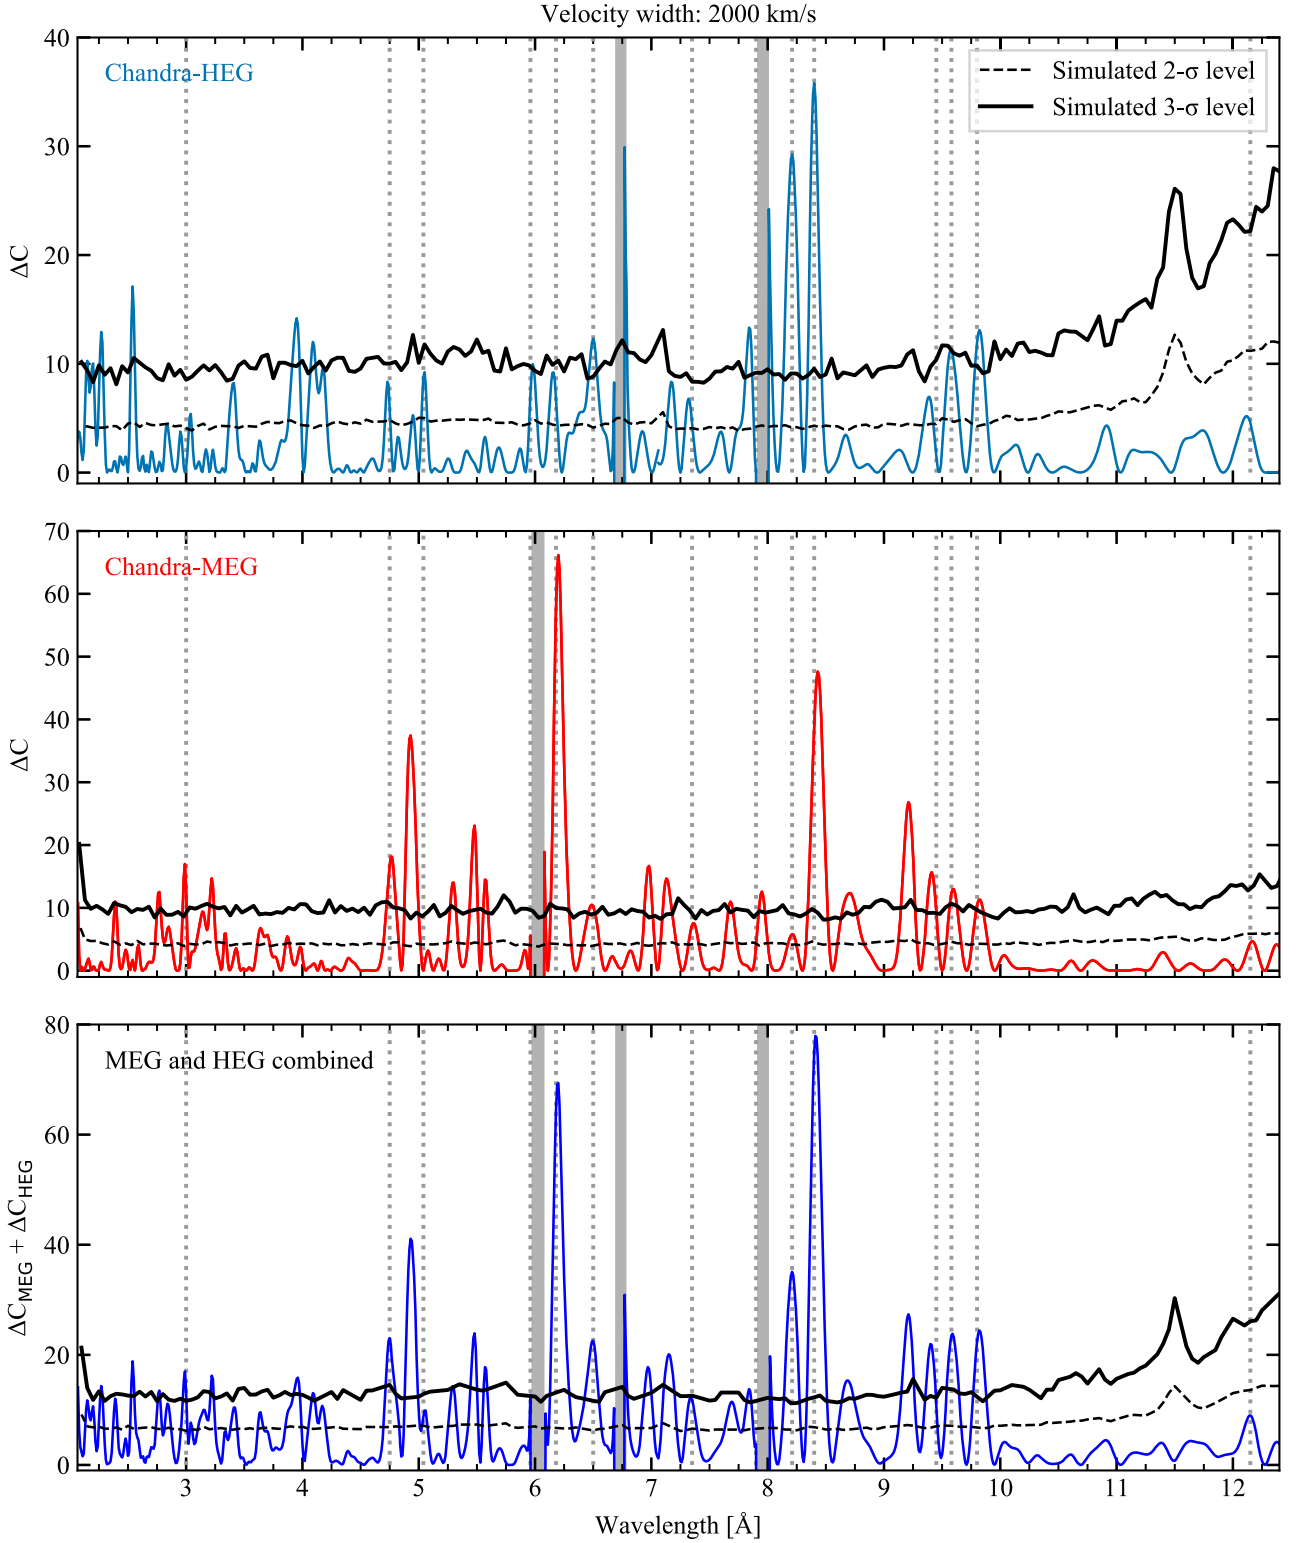 Velocity width: 2000 km/s
40
30
20
10
0
ΔC
Chandra-HEG
Simulated 2-σ level
Simulated 3-σ level
70
60
50
40
30
20
10
0
ΔC
Chandra-MEG
80
60
40
20
0
ΔC_MEG + ΔC_HEG
MEG and HEG combined
3 4 5 6 7 8 9 10 11 12
Wavelength [Å]